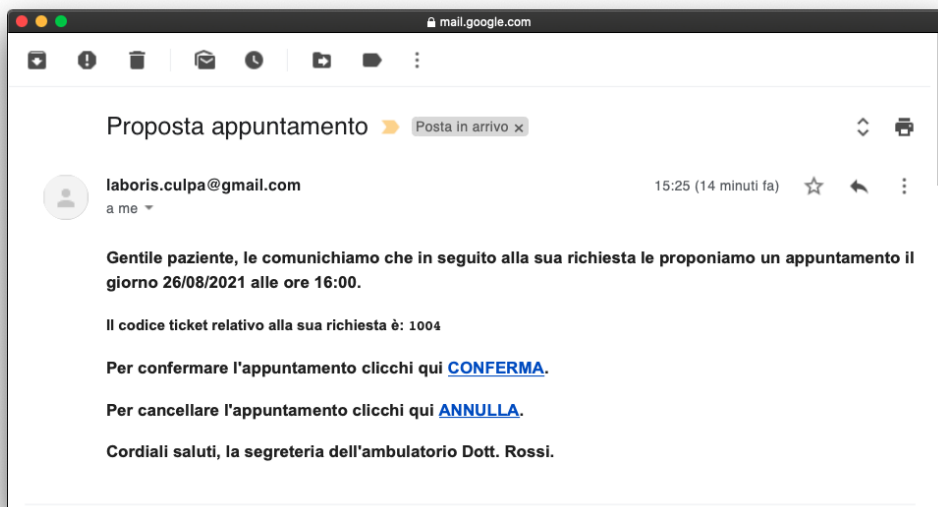 mail.google.com
Proposta appuntamento Posta in arrivo x
laboris.culpa@gmail.com 15:25 (14 minuti fa)
a me
Gentile paziente, le comunichiamo che in seguito alla sua richiesta le proponiamo un appuntamento il
giorno 26/08/2021 alle ore 16:00.
Il codice ticket relativo alla sua richiesta è: 1004
Per confermare l'appuntamento clicchi qui CONFERMA.
Per cancellare l'appuntamento clicchi qui ANNULLA.
Cordiali saluti, la segreteria dell'ambulatorio Dott. Rossi.